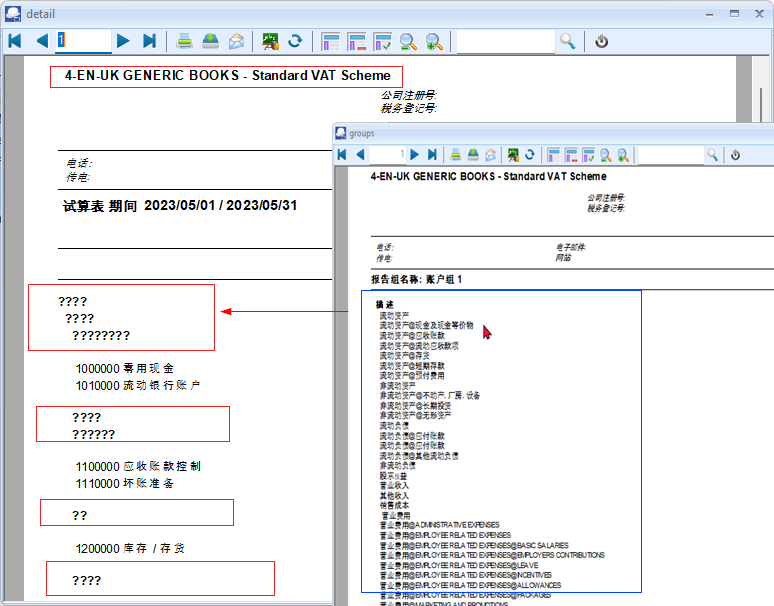 detail
1
4-EN-UK GENERIC BOOKS - Standard VAT Scheme
公司注册号:
税务登记号:
电话:
传电:
试算表 期间 2023/05/01 / 2023/05/31
????
????
????????
1000000 専用现金
1010000 流动银行账户
????
??????
1100000 应收账款控制
1110000 坏账准备
??
1200000 库存 / 存货
????
groups
1
4-EN-UK GENERIC BOOKS - Standard VAT Scheme
公司注册号:
税务登记号:
电话:
电子邮件:
传电:
网站
报告组名称: 账户组 1
描述
流动资产
流动资产@现金及现金等价物
流动资产@应收账款
流动资产@流动应收款项
流动资产@存货
流动资产@短期存款
流动资产@预付费用
非流动资产
非流动资产@不动产, 厂房, 设备
非流动资产@长期投资
非流动资产@无形资产
流动负债
流动负债@应付账款
流动负债@应付账款
流动负债@其他流动负债
非流动负债
股东权益
营业收入
其他收入
销售成本
营业费用
营业费用@ADMINISTRATIVE EXPENSES
营业费用@EMPLOYEE RELATED EXPENSES
营业费用@EMPLOYEE RELATED EXPENSES@BASIC SALARIES
营业费用@EMPLOYEE RELATED EXPENSES@EMPLOYERS CONTRIBUTIONS
营业费用@EMPLOYEE RELATED EXPENSES@LEAVE
营业费用@EMPLOYEE RELATED EXPENSES@INCENTIVES
营业费用@EMPLOYEE RELATED EXPENSES@ALLOWANCES
营业费用@EMPLOYEE RELATED EXPENSES@PACKAGES
营业费用@MARKETING AND PROMOTIONS